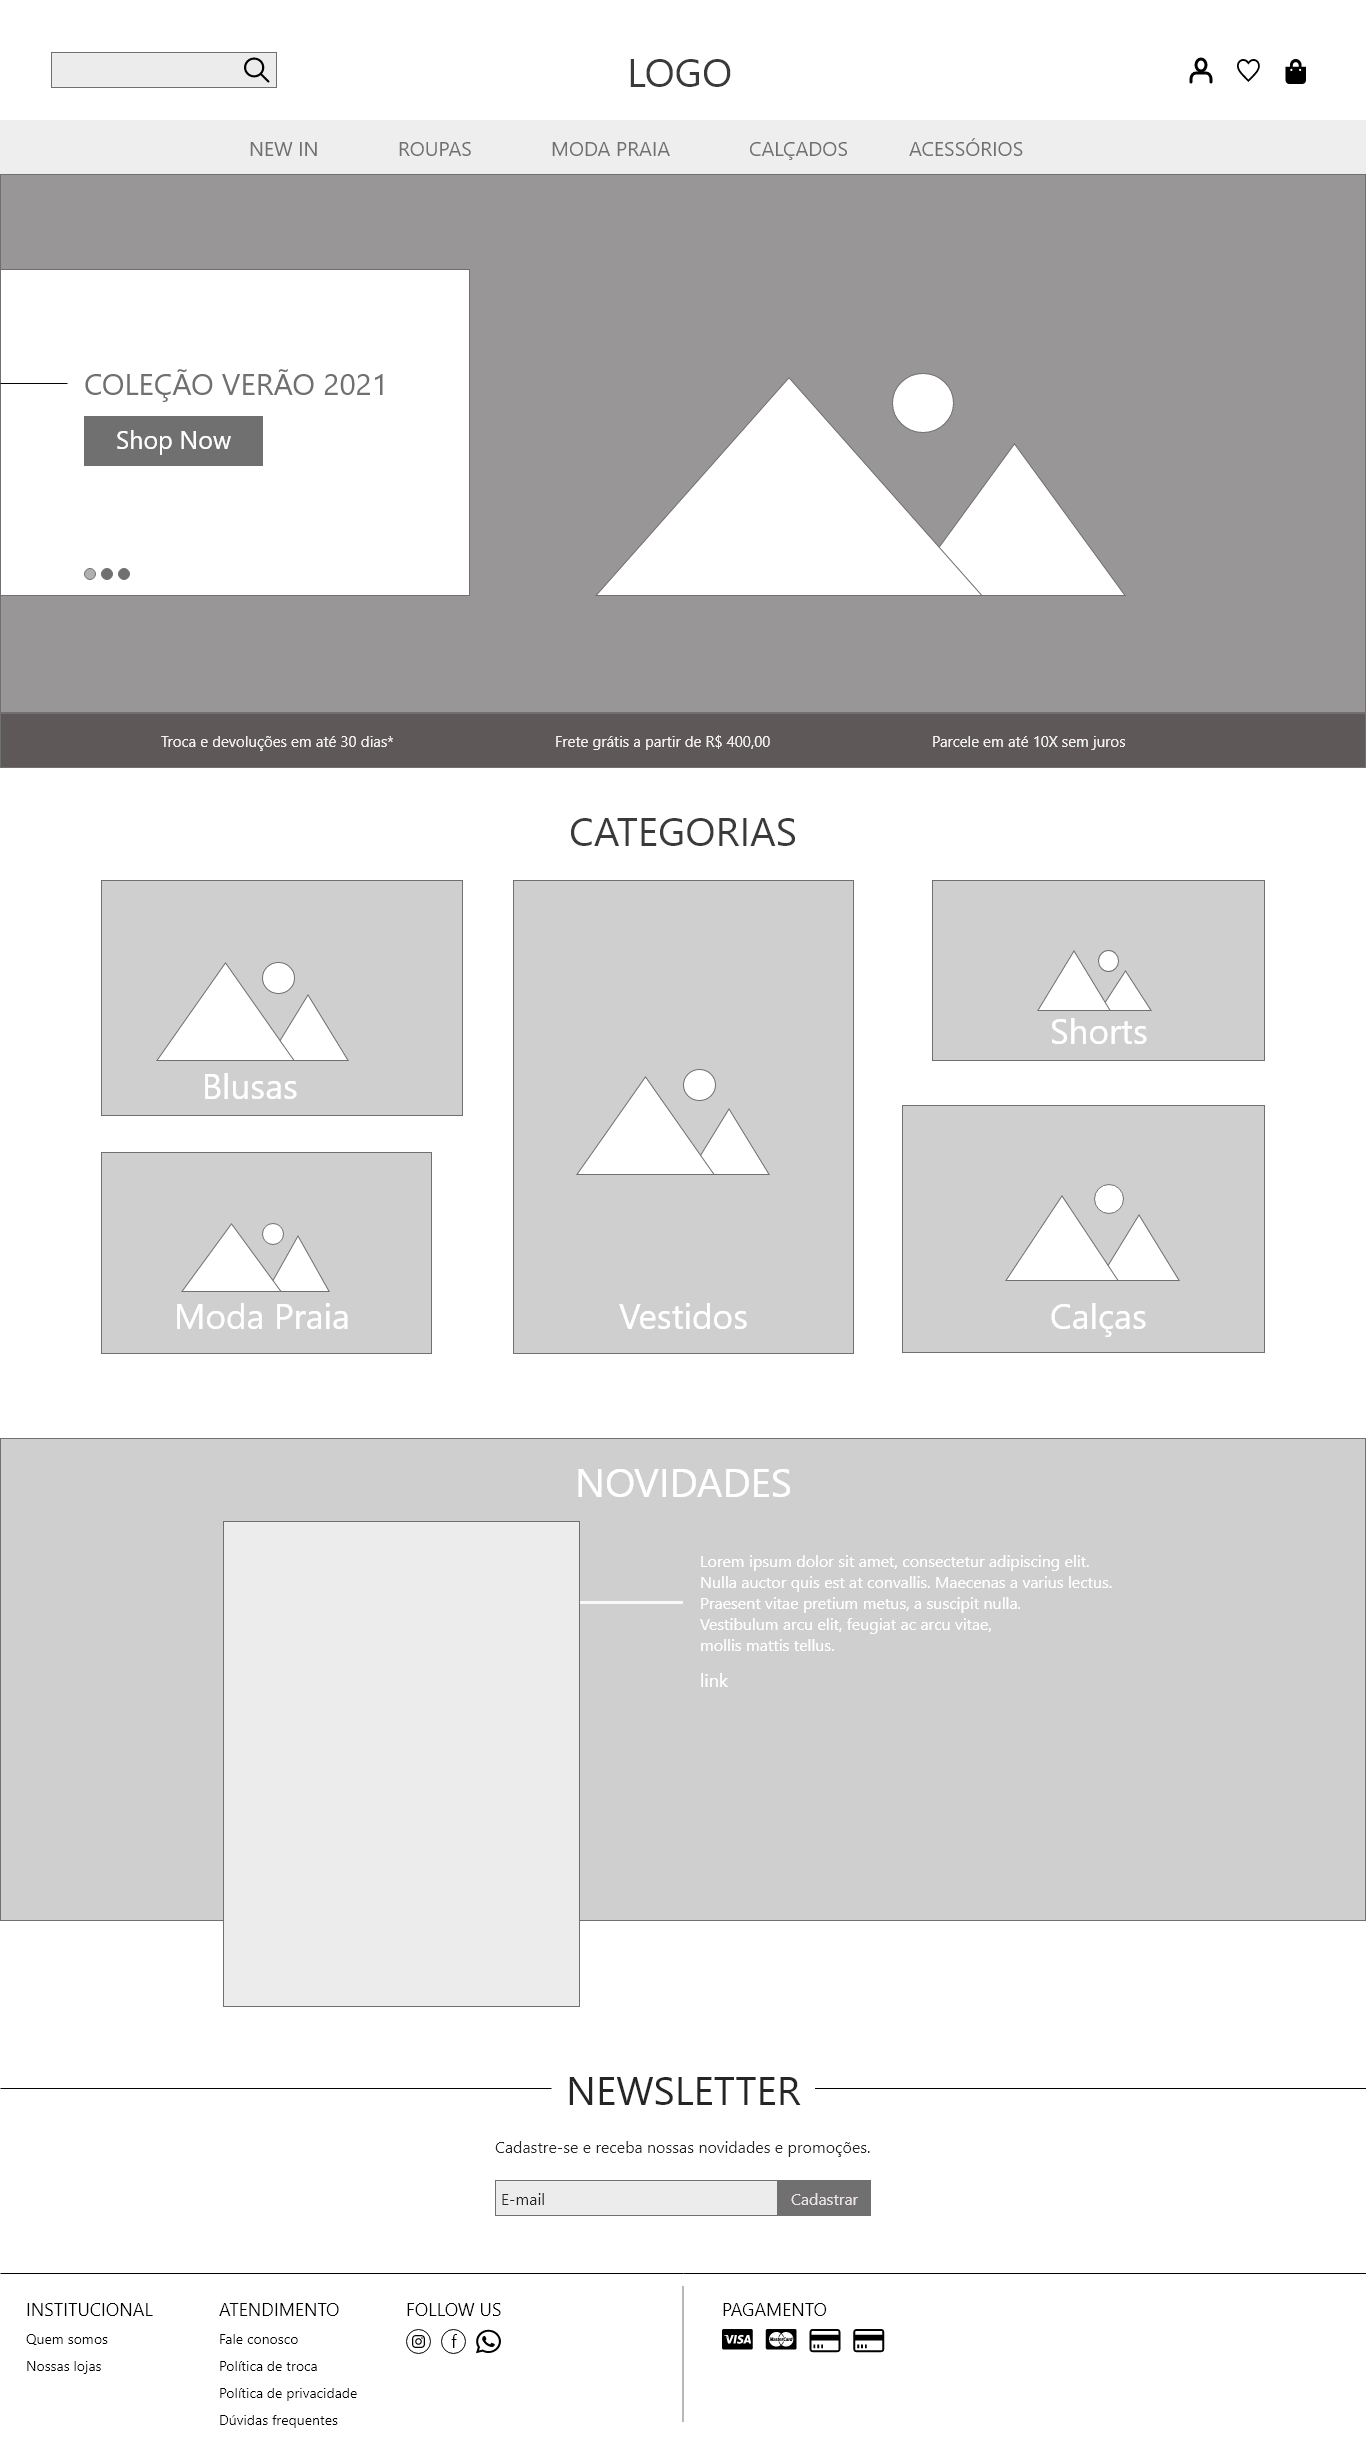 LOGO
NEW IN
ROUPAS
MODA PRAIA
CALÇADOS
ACESSÓRIOS
COLEÇÃO VERÃO 2021
Shop Now
Troca e devoluções em até 30 dias*
Frete grátis a partir de R$ 400,00
Parcele em até 10X sem juros
CATEGORIAS
Blusas
Moda Praia
Vestidos
Shorts
Calças
NOVIDADES
Lorem ipsum dolor sit amet, consectetur adipiscing elit.
Nulla auctor quis est at convallis. Maecenas a varius lectus.
Praesent vitae pretium metus, a suscipit nulla.
Vestibulum arcu elit, feugiat ac arcu vitae,
mollis mattis tellus.
link
NEWSLETTER
Cadastre-se e receba nossas novidades e promoções.
E-mail
Cadastrar
INSTITUCIONAL
Quem somos
Nossas lojas
ATENDIMENTO
Fale conosco
Política de troca
Política de privacidade
Dúvidas frequentes
FOLLOW US
f
PAGAMENTO
VISA
MasterCard